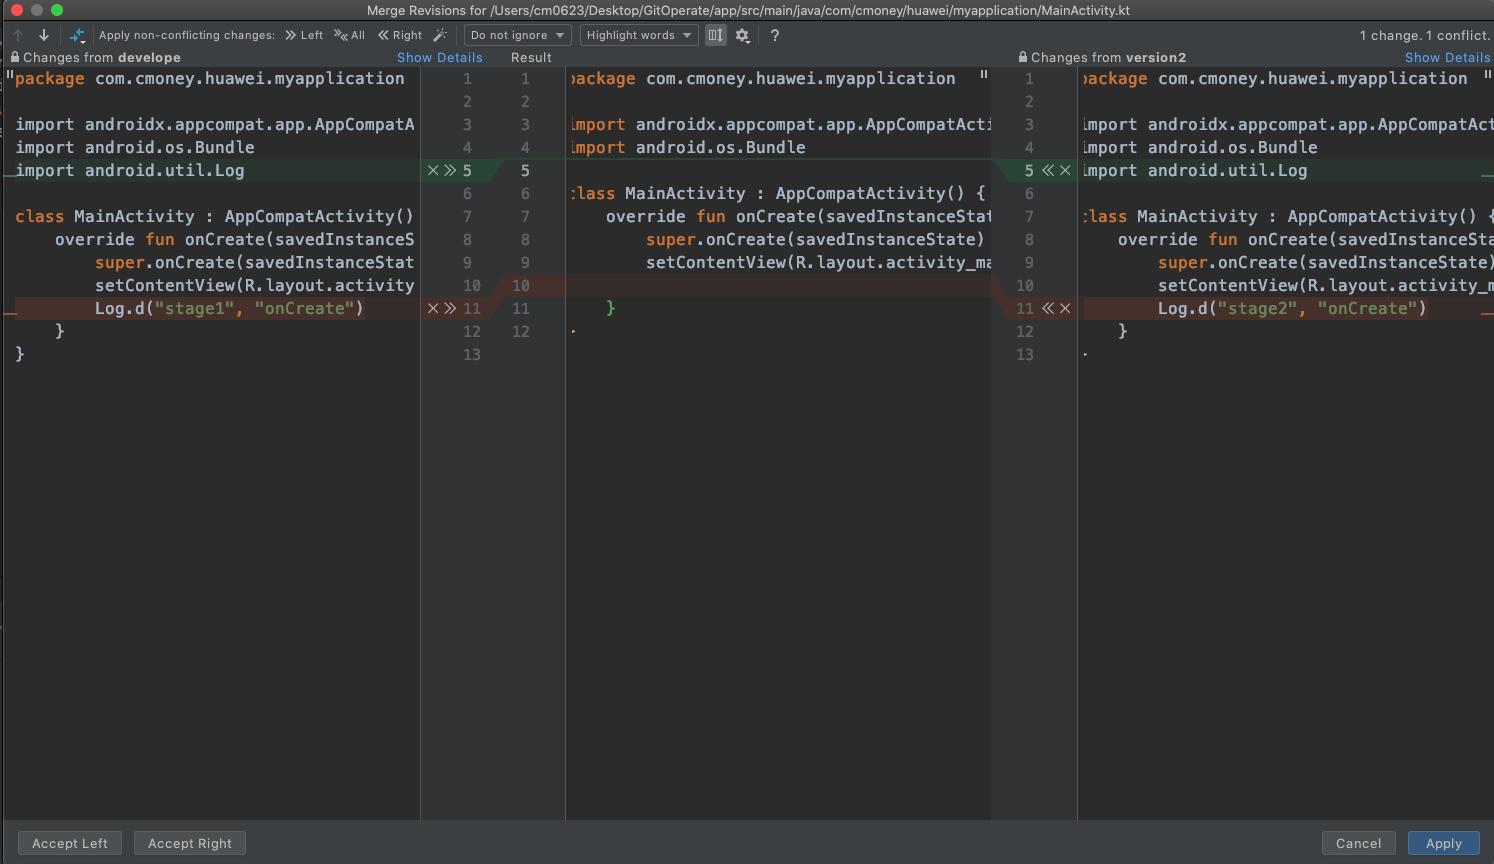 Merge Revisions for /Users/cm0623/Desktop/GitOperate/app/src/main/java/com/cmoney/huawei/myapplication/MainActivity.kt
Apply non-conflicting changes: Left All Right Do not ignore Highlight words ? 1 change. 1 conflict.
Changes from develope Show Details
package com.cmoney.huawei.myapplication 1
2
import androidx.appcompat.app.AppCompatA 3
import android.os.Bundle 4
import android.util.Log 5
6
class MainActivity : AppCompatActivity() 7
override fun onCreate(savedInstanceS 8
super.onCreate(savedInstanceStat 9
setContentView(R.layout.activity 10
Log.d("stage1", "onCreate") 11
} 12
} 13
Result
1 package com.cmoney.huawei.myapplication
2
3 import androidx.appcompat.app.AppCompatActi
4 import android.os.Bundle
5
6 class MainActivity : AppCompatActivity() {
7 override fun onCreate(savedInstanceStat
8 super.onCreate(savedInstanceState)
9 setContentView(R.layout.activity_ma
10
11 }
12
Changes from version2 Show Details
1 package com.cmoney.huawei.myapplication
2
3 import androidx.appcompat.app.AppCompatAct
4 import android.os.Bundle
5 import android.util.Log
6
7 class MainActivity : AppCompatActivity() {
8 override fun onCreate(savedInstanceSta
9 super.onCreate(savedInstanceState)
10 setContentView(R.layout.activity_m
11 Log.d("stage2", "onCreate")
12 }
13
Accept Left Accept Right Cancel Apply